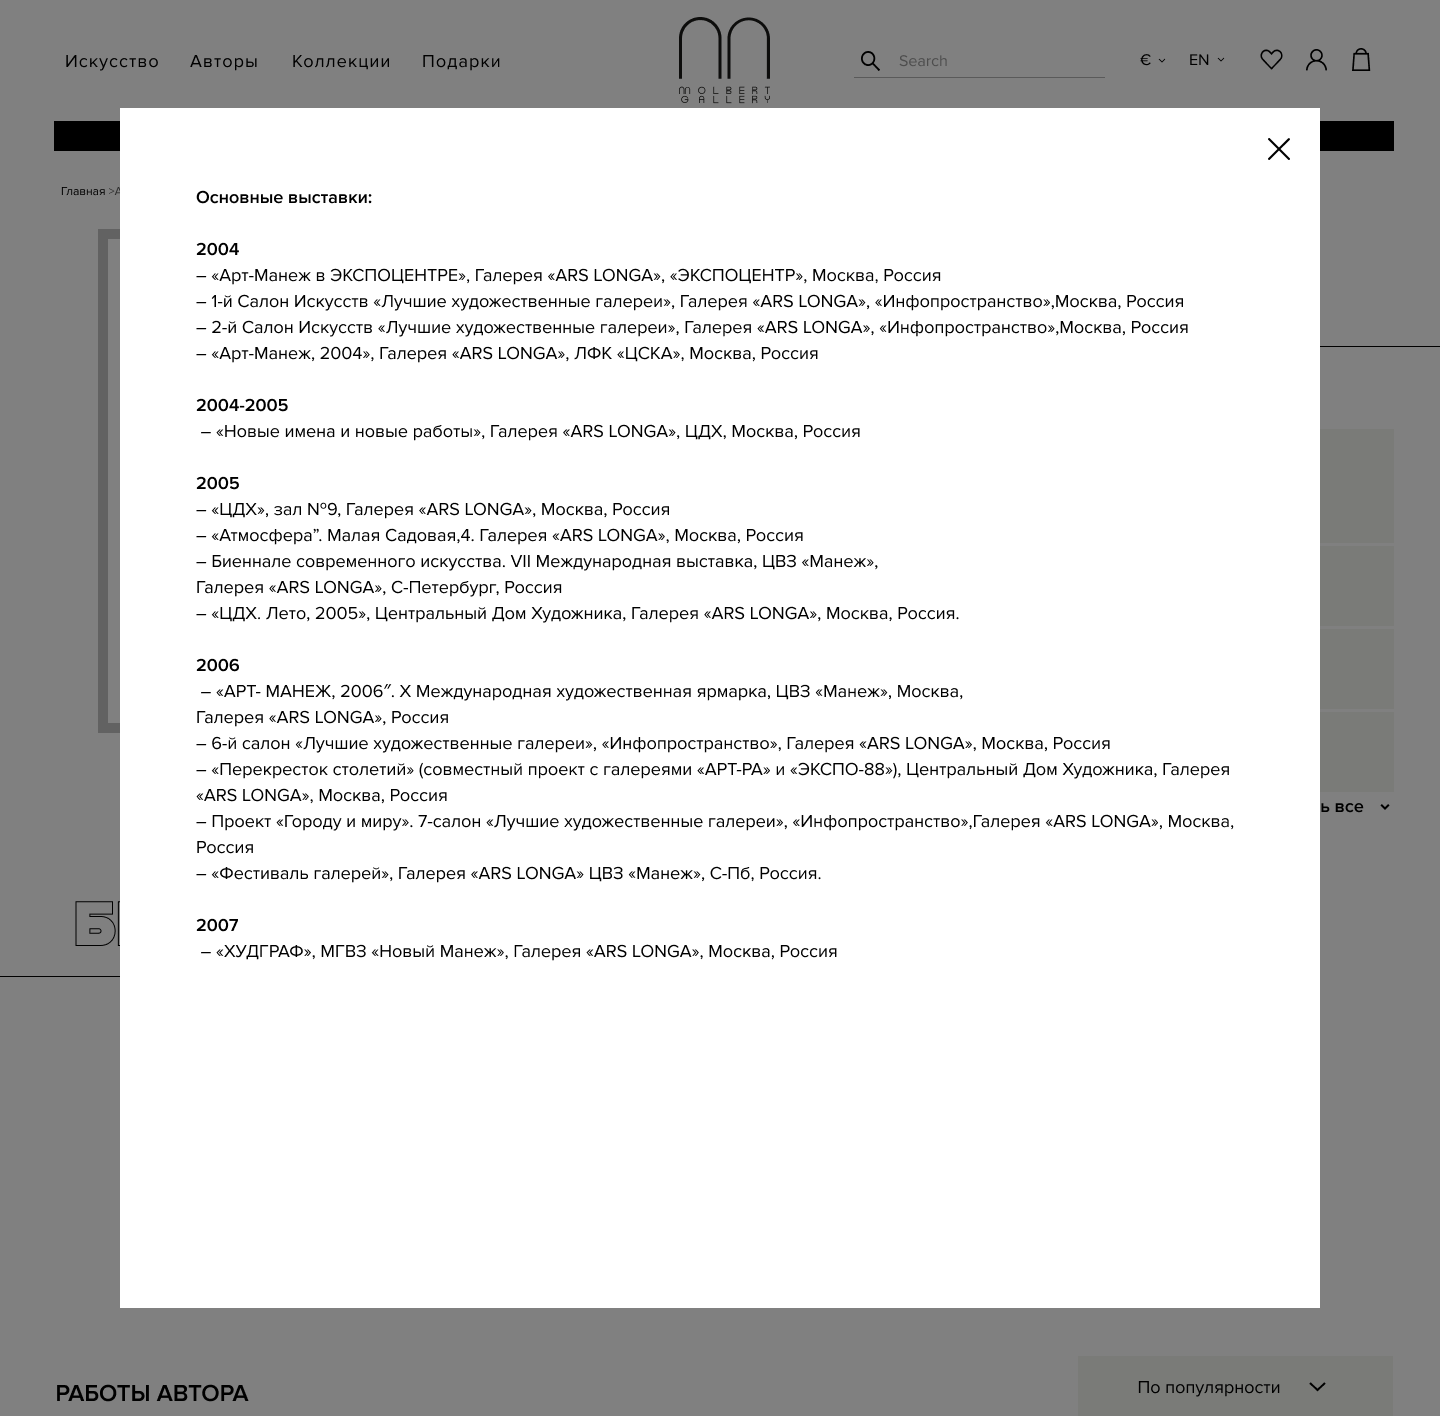 Искусство Авторы Коллекции Подарки
MOLBERT
GALLERY
Search
€ EN
Главная >
Основные выставки:
2004
– «Арт-Манеж в ЭКСПОЦЕНТРЕ», Галерея «ARS LONGA», «ЭКСПОЦЕНТР», Москва, Россия
– 1-й Салон Искусств «Лучшие художественные галереи», Галерея «ARS LONGA», «Инфопространство»,Москва, Россия
– 2-й Салон Искусств «Лучшие художественные галереи», Галерея «ARS LONGA», «Инфопространство»,Москва, Россия
– «Арт-Манеж, 2004», Галерея «ARS LONGA», ЛФК «ЦСКА», Москва, Россия
2004-2005
– «Новые имена и новые работы», Галерея «ARS LONGA», ЦДХ, Москва, Россия
2005
– «ЦДХ», зал №9, Галерея «ARS LONGA», Москва, Россия
– «Атмосфера”. Малая Садовая,4. Галерея «ARS LONGA», Москва, Россия
– Биеннале современного искусства. VII Международная выставка, ЦВЗ «Манеж»,
Галерея «ARS LONGA», С-Петербург, Россия
– «ЦДХ. Лето, 2005», Центральный Дом Художника, Галерея «ARS LONGA», Москва, Россия.
2006
– «АРТ- МАНЕЖ, 2006″. X Международная художественная ярмарка, ЦВЗ «Манеж», Москва,
Галерея «ARS LONGA», Россия
– 6-й салон «Лучшие художественные галереи», «Инфопространство», Галерея «ARS LONGA», Москва, Россия
– «Перекресток столетий» (совместный проект с галереями «АРТ-РА» и «ЭКСПО-88»), Центральный Дом Художника, Галерея
«ARS LONGA», Москва, Россия
– Проект «Городу и миру». 7-салон «Лучшие художественные галереи», «Инфопространство»,Галерея «ARS LONGA», Москва,
Россия
– «Фестиваль галерей», Галерея «ARS LONGA» ЦВЗ «Манеж», С-Пб, Россия.
ь все
2007
– «ХУДГРАФ», МГВЗ «Новый Манеж», Галерея «ARS LONGA», Москва, Россия
РАБОТЫ АВТОРА
По популярности